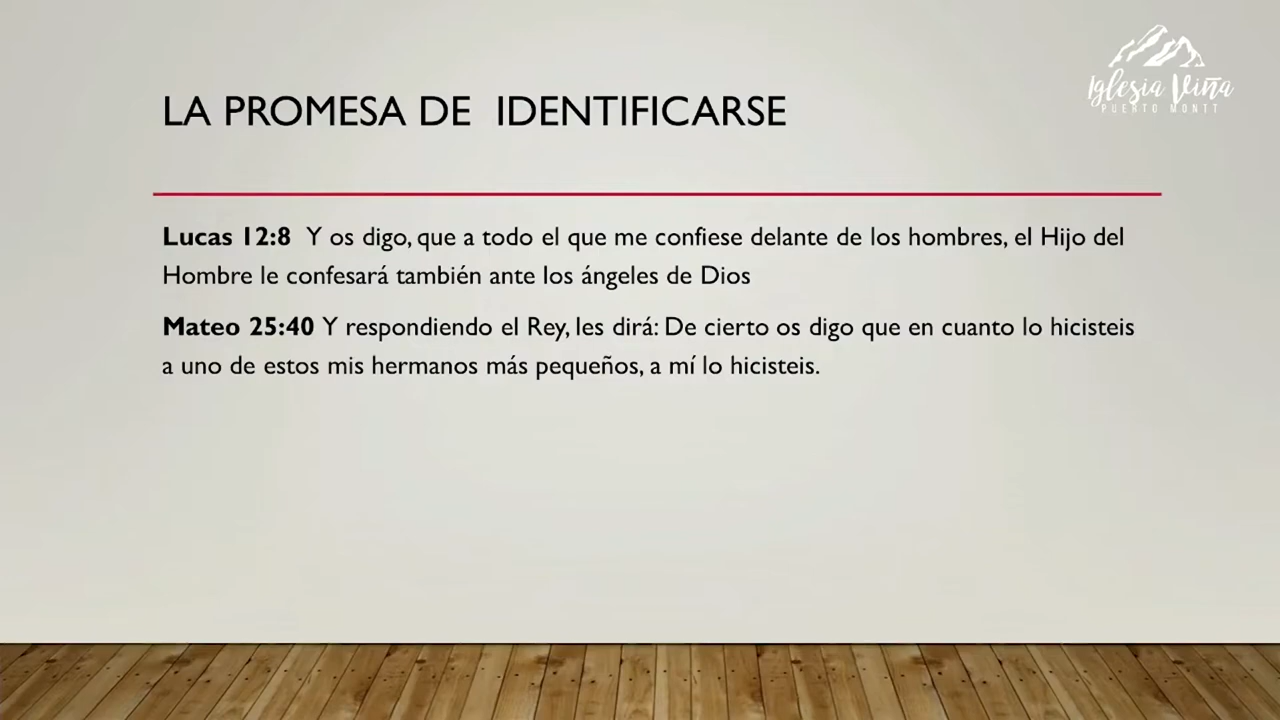 Iglesia Viña
PUERTO MONTT
LA PROMESA DE  IDENTIFICARSE
Lucas 12:8  Y os digo, que a todo el que me confiese delante de los hombres, el Hijo del
Hombre le confesará también ante los ángeles de Dios
Mateo 25:40 Y respondiendo el Rey, les dirá: De cierto os digo que en cuanto lo hicisteis
a uno de estos mis hermanos más pequeños, a mí lo hicisteis.